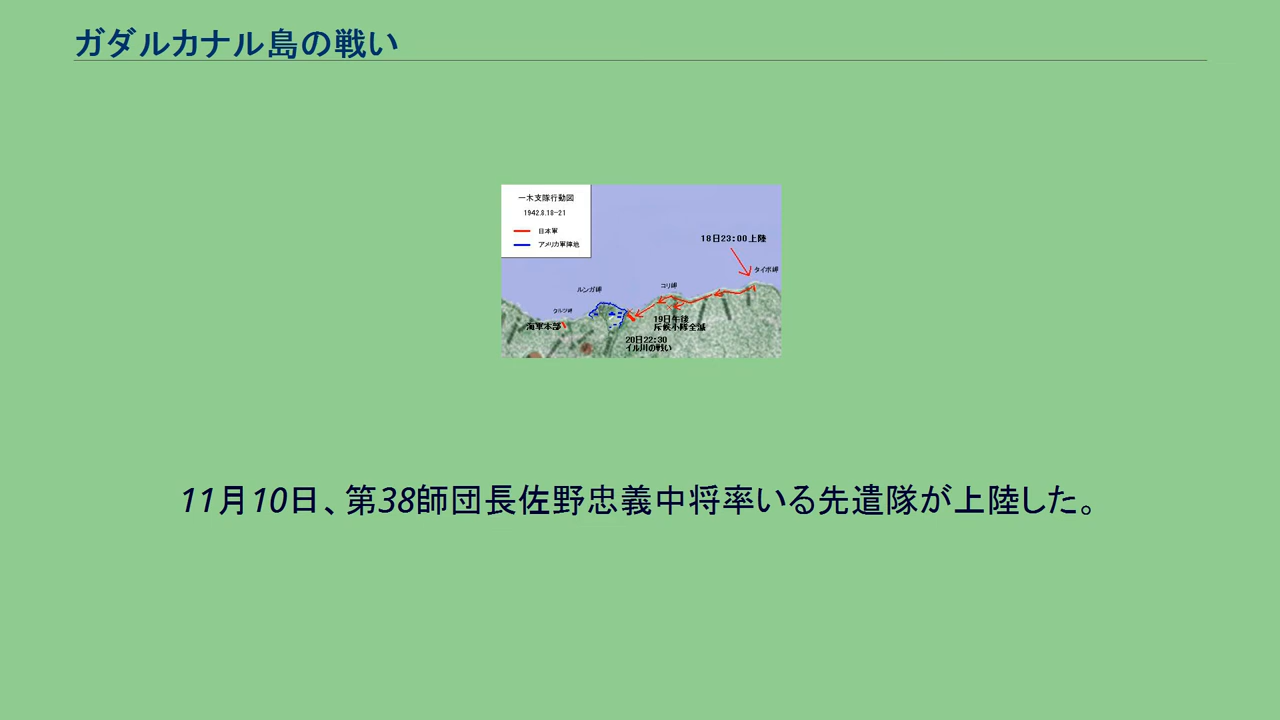 ガダルカナル島の戦い
一木支隊行動図
1942.8.18-21
日本軍
アメリカ軍陣地
18日23:00上陸
タイボ岬
コリ岬
ルンガ岬
クルツ岬
海軍本部
19日午後
斥候小隊全滅
20日22:30
イル川の戦い
11月10日、第38師団長佐野忠義中将率いる先遣隊が上陸した。